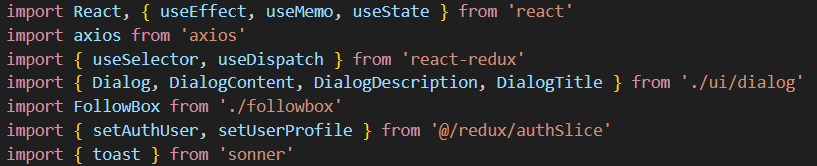 import React, { useEffect, useMemo, useState } from 'react'
import axios from 'axios'
import { useSelector, useDispatch } from 'react-redux'
import { Dialog, DialogContent, DialogDescription, DialogTitle } from './ui/dialog'
import FollowBox from './followbox'
import { setAuthUser, setUserProfile } from '@/redux/authSlice'
import { toast } from 'sonner'